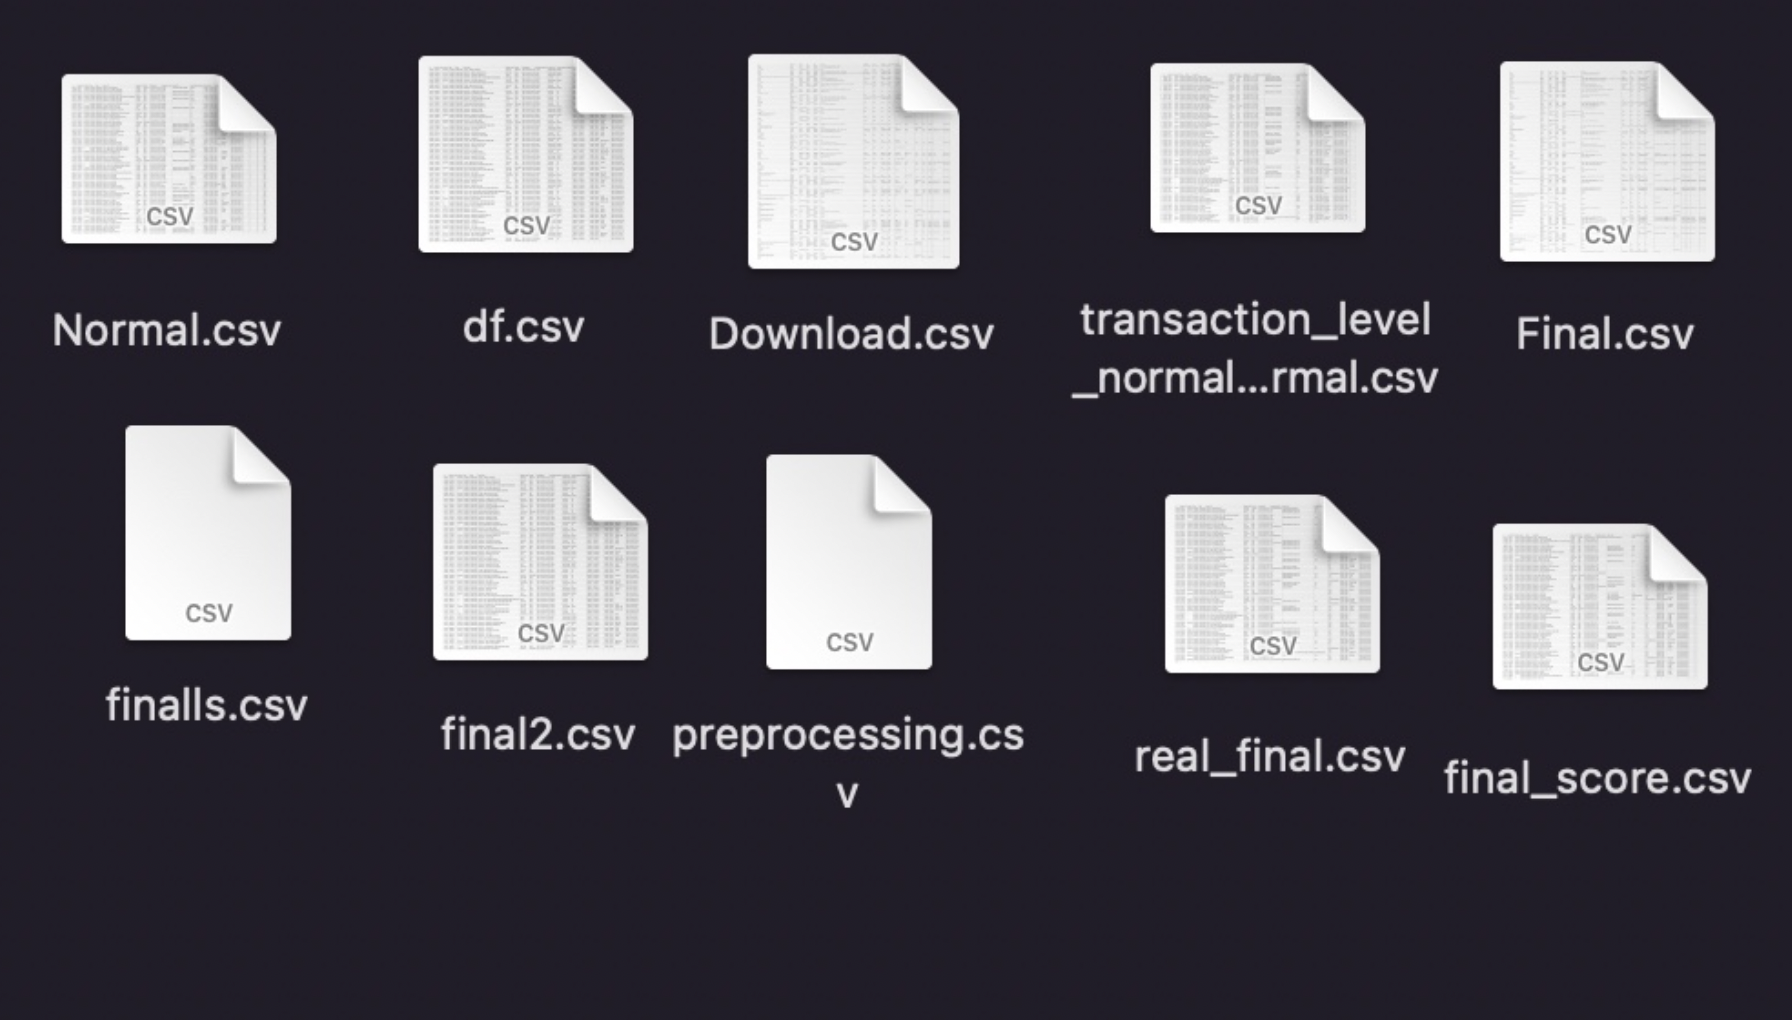 CSV
CSV
CSV
CSV
CSV
Normal.csv
df.csv
Download.csv
transaction_level
_normal...rmal.csv
Final.csv
CSV
CSV
CSV
CSV
CSV
finalls.csv
final2.csv
preprocessing.cs
v
real_final.csv
final_score.csv